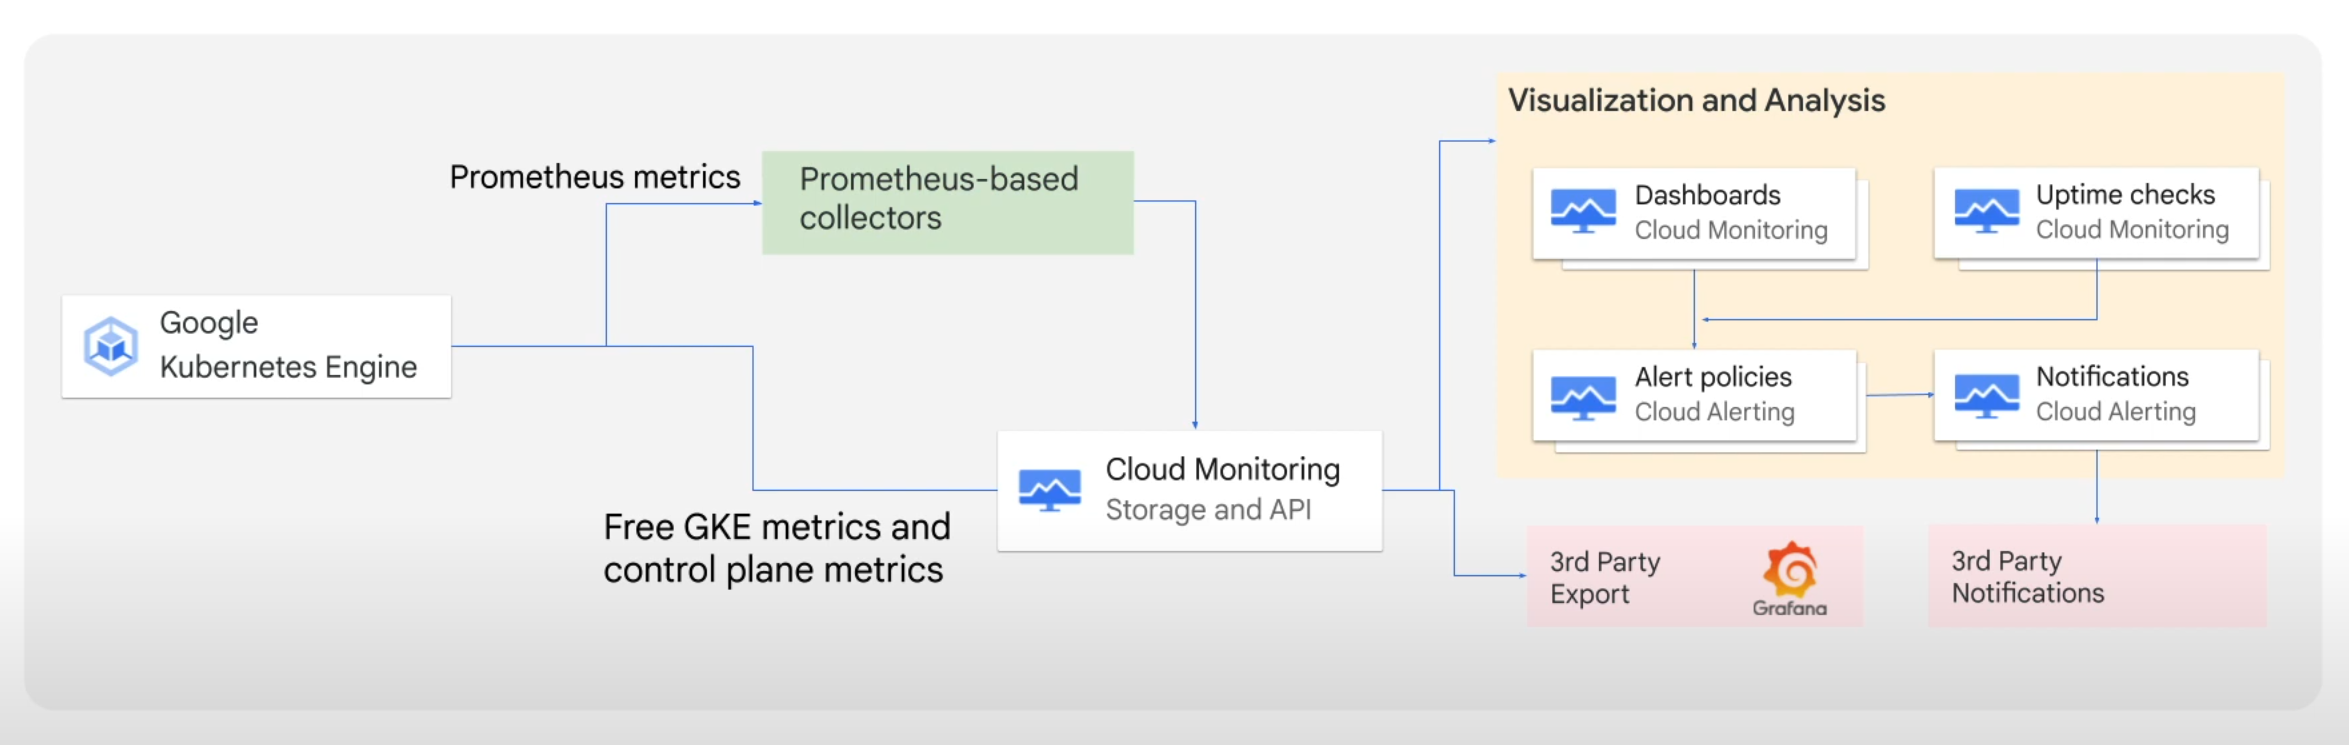 Visualization and Analysis
Prometheus metrics
Prometheus-based
collectors
Dashboards
Cloud Monitoring
Uptime checks
Cloud Monitoring
Google
Kubernetes Engine
Alert policies
Cloud Alerting
Notifications
Cloud Alerting
Cloud Monitoring
Storage and API
Free GKE metrics and
control plane metrics
3rd Party
Export
Grafana
3rd Party
Notifications